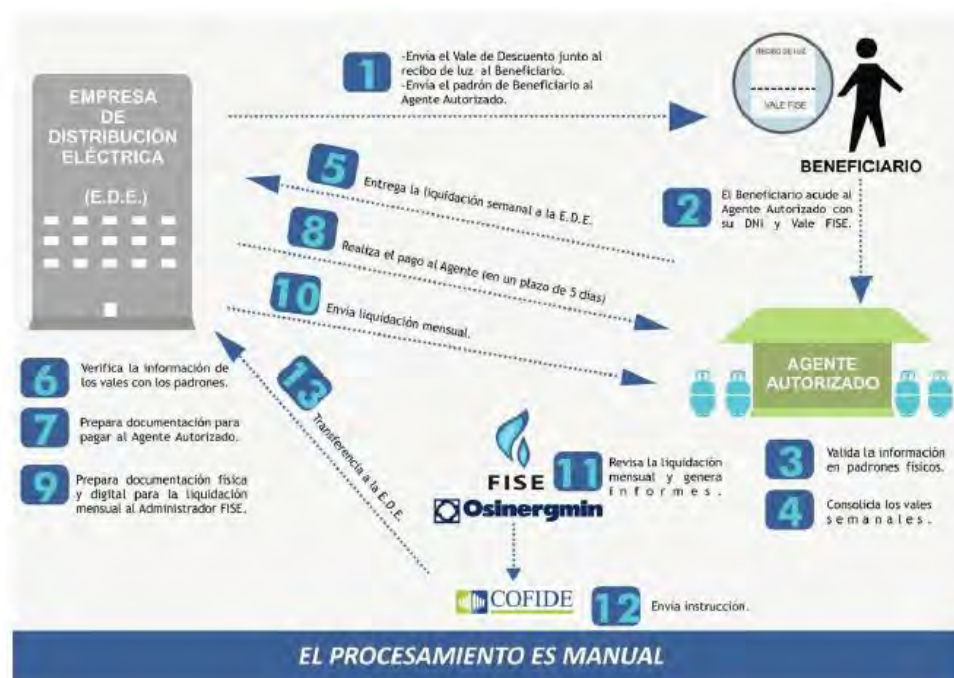 EMPRESA
DE
DISTRIBUCIÓN
ELÉCTRICA
(E.D.E.)
1
-Envía el Vale de Descuento junto al
recibo de luz al Beneficiario.
-Envía el padrón de Beneficiario al
Agente Autorizado.
RECIBO DE LUZ
VALE FISE
BENEFICIARIO
2
El Beneficiario acude al
Agente Autorizado con
su DNI y Vale FISE.
5
Entrega la liquidación semanal a la E.D.E.
8
Realiza el pago al Agente (en un plazo de 5 días)
10
Envía liquidación mensual.
13
Transferencia a la E.D.E.
AGENTE
AUTORIZADO
3
Valida la información
en padrones físicos.
4
Consolida los vales
semanales.
6
Verifica la información de
los vales con los padrones.
7
Prepara documentación para
pagar al Agente Autorizado.
9
Prepara documentación física
y digital para la liquidación
mensual al Administrador FISE.
FISE
Osinergmin
11
Revisa la liquidación
mensual y genera
informes.
COFIDE
12
Envía instrucción.
EL PROCESAMIENTO ES MANUAL